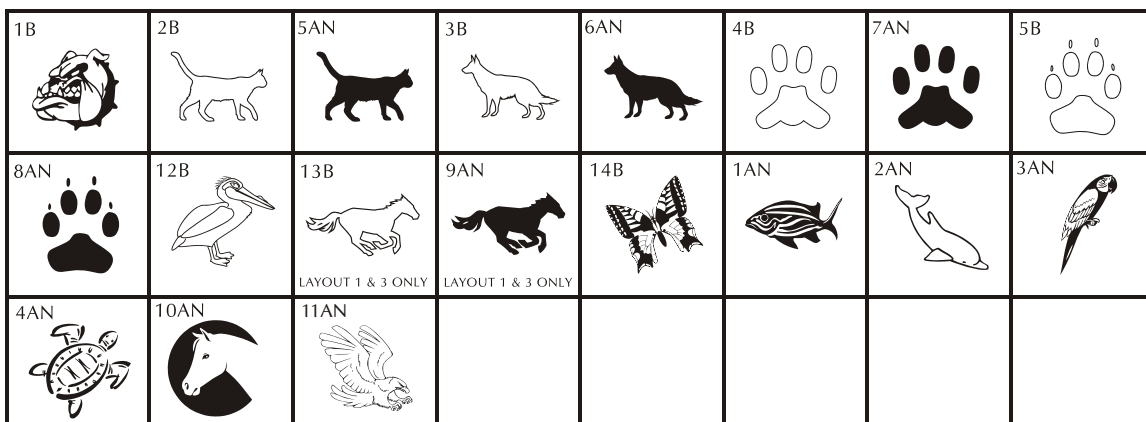 1B
2B
5AN
3B
6AN
4B
7AN
5B
8AN
12B
13B
9AN
14B
1AN
2AN
3AN
LAYOUT 1 & 3 ONLY
LAYOUT 1 & 3 ONLY
4AN
10AN
11AN